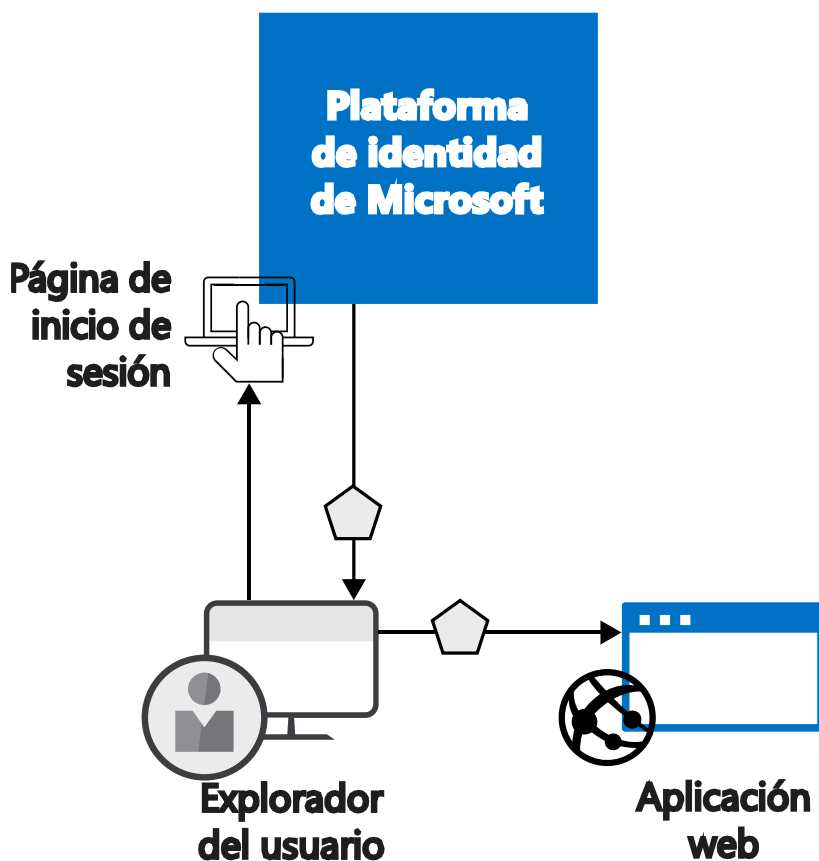 Plataforma
de identidad
de Microsoft
Página de
inicio de
sesión
Explorador
del usuario
Aplicación
web